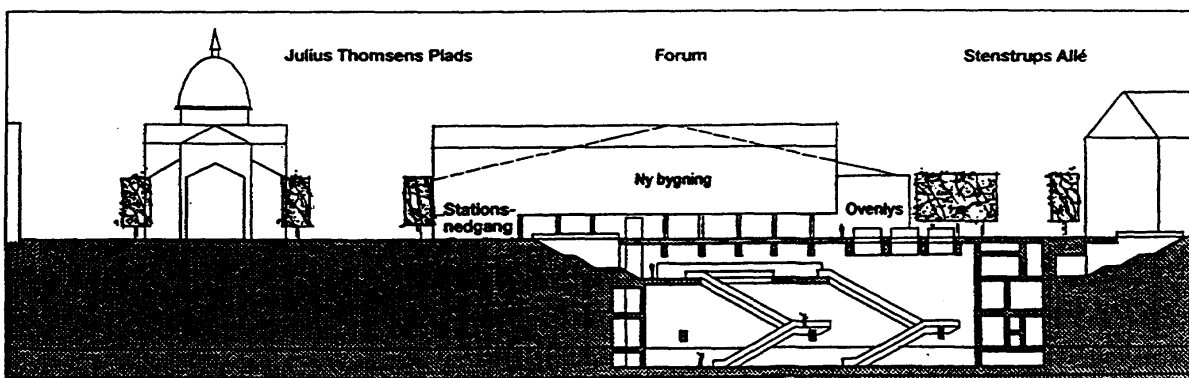 Julius Thomsens Plads
Forum
Stenstrups Allé
Ny bygning
Stations-
nedgang
Ovenlys